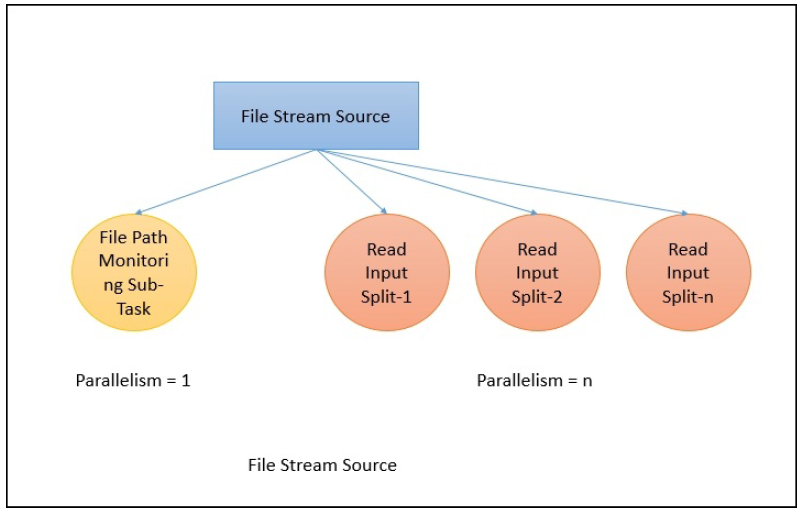 File Stream Source
File Path
Monitori
ng Sub-
Task
Read
Input
Split-1
Read
Input
Split-2
Read
Input
Split-n
Parallelism = 1
Parallelism = n
File Stream Source